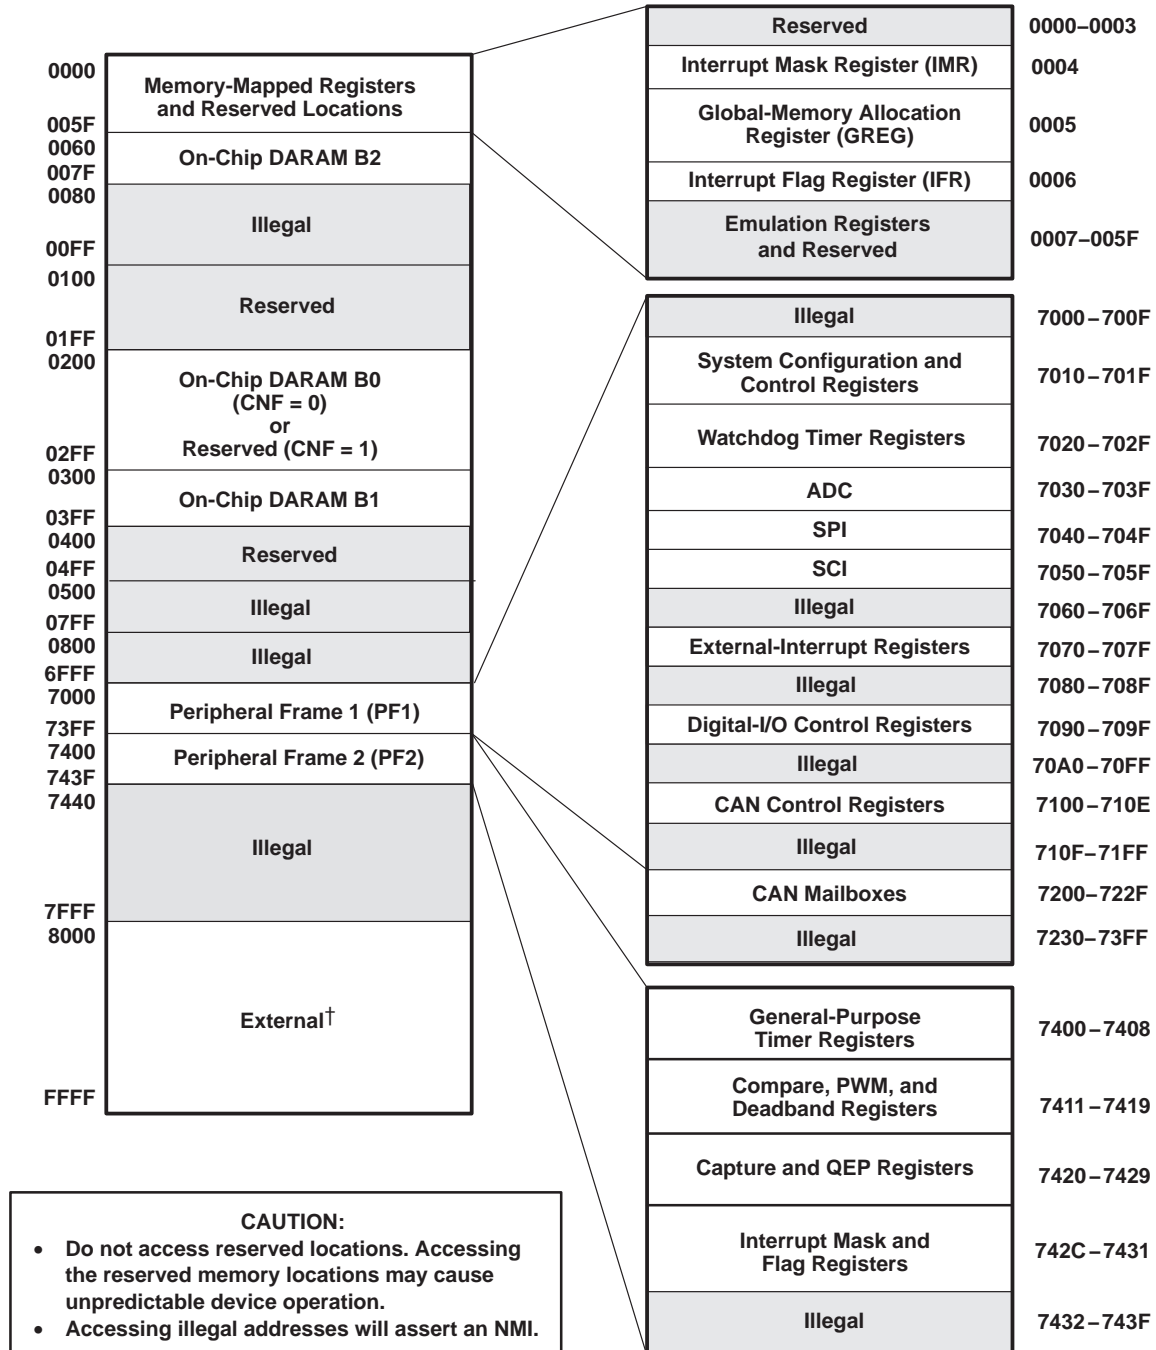 0000
Memory-Mapped Registers
and Reserved Locations
005F
0060
On-Chip DARAM B2
007F
0080
Illegal
00FF
0100
Reserved
01FF
0200
On-Chip DARAM B0
(CNF = 0)
or
Reserved (CNF = 1)
02FF
0300
On-Chip DARAM B1
03FF
0400
Reserved
04FF
0500
Illegal
07FF
0800
Illegal
6FFF
7000
Peripheral Frame 1 (PF1)
73FF
7400
Peripheral Frame 2 (PF2)
743F
7440
Illegal
7FFF
8000
External†
FFFF
Reserved 0000–0003
Interrupt Mask Register (IMR) 0004
Global-Memory Allocation
Register (GREG) 0005
Interrupt Flag Register (IFR) 0006
Emulation Registers
and Reserved 0007–005F
Illegal 7000–700F
System Configuration and
Control Registers 7010–701F
Watchdog Timer Registers 7020–702F
ADC 7030–703F
SPI 7040–704F
SCI 7050–705F
Illegal 7060–706F
External-Interrupt Registers 7070–707F
Illegal 7080–708F
Digital-I/O Control Registers 7090–709F
Illegal 70A0–70FF
CAN Control Registers 7100–710E
Illegal 710F–71FF
CAN Mailboxes 7200–722F
Illegal 7230–73FF
General-Purpose
Timer Registers 7400–7408
Compare, PWM, and
Deadband Registers 7411–7419
Capture and QEP Registers 7420–7429
Interrupt Mask and
Flag Registers 742C–7431
Illegal 7432–743F
CAUTION:
• Do not access reserved locations. Accessing
the reserved memory locations may cause
unpredictable device operation.
• Accessing illegal addresses will assert an NMI.